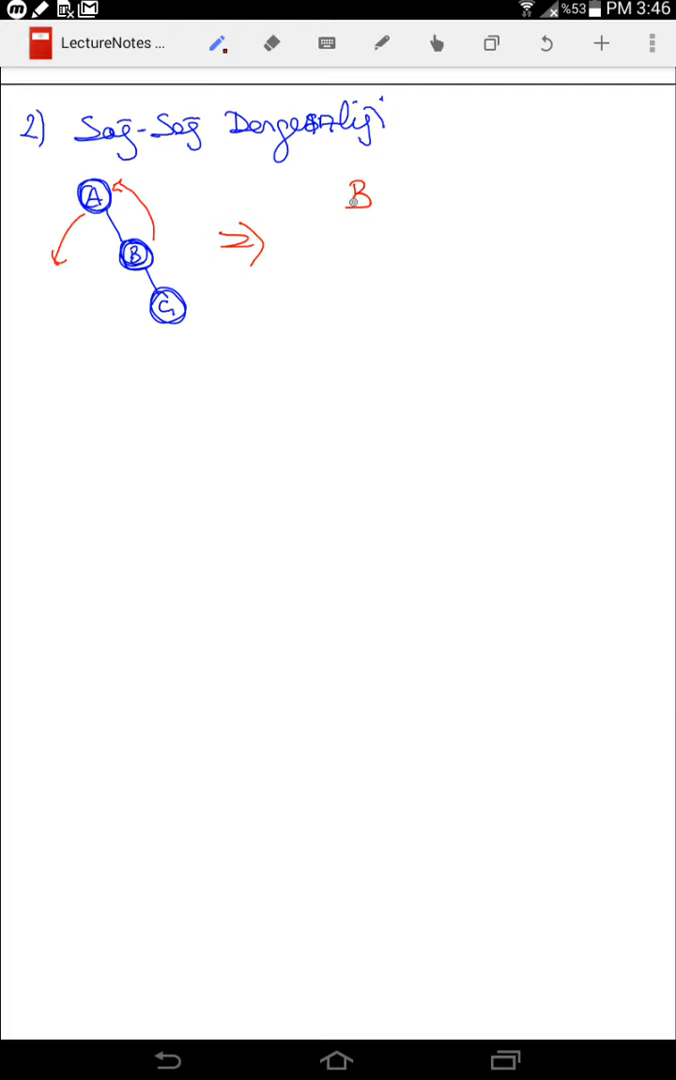 %53 PM 3:46
LectureNotes ...
2) Sağ-Sağ Dengesizliği
A
B
B
C